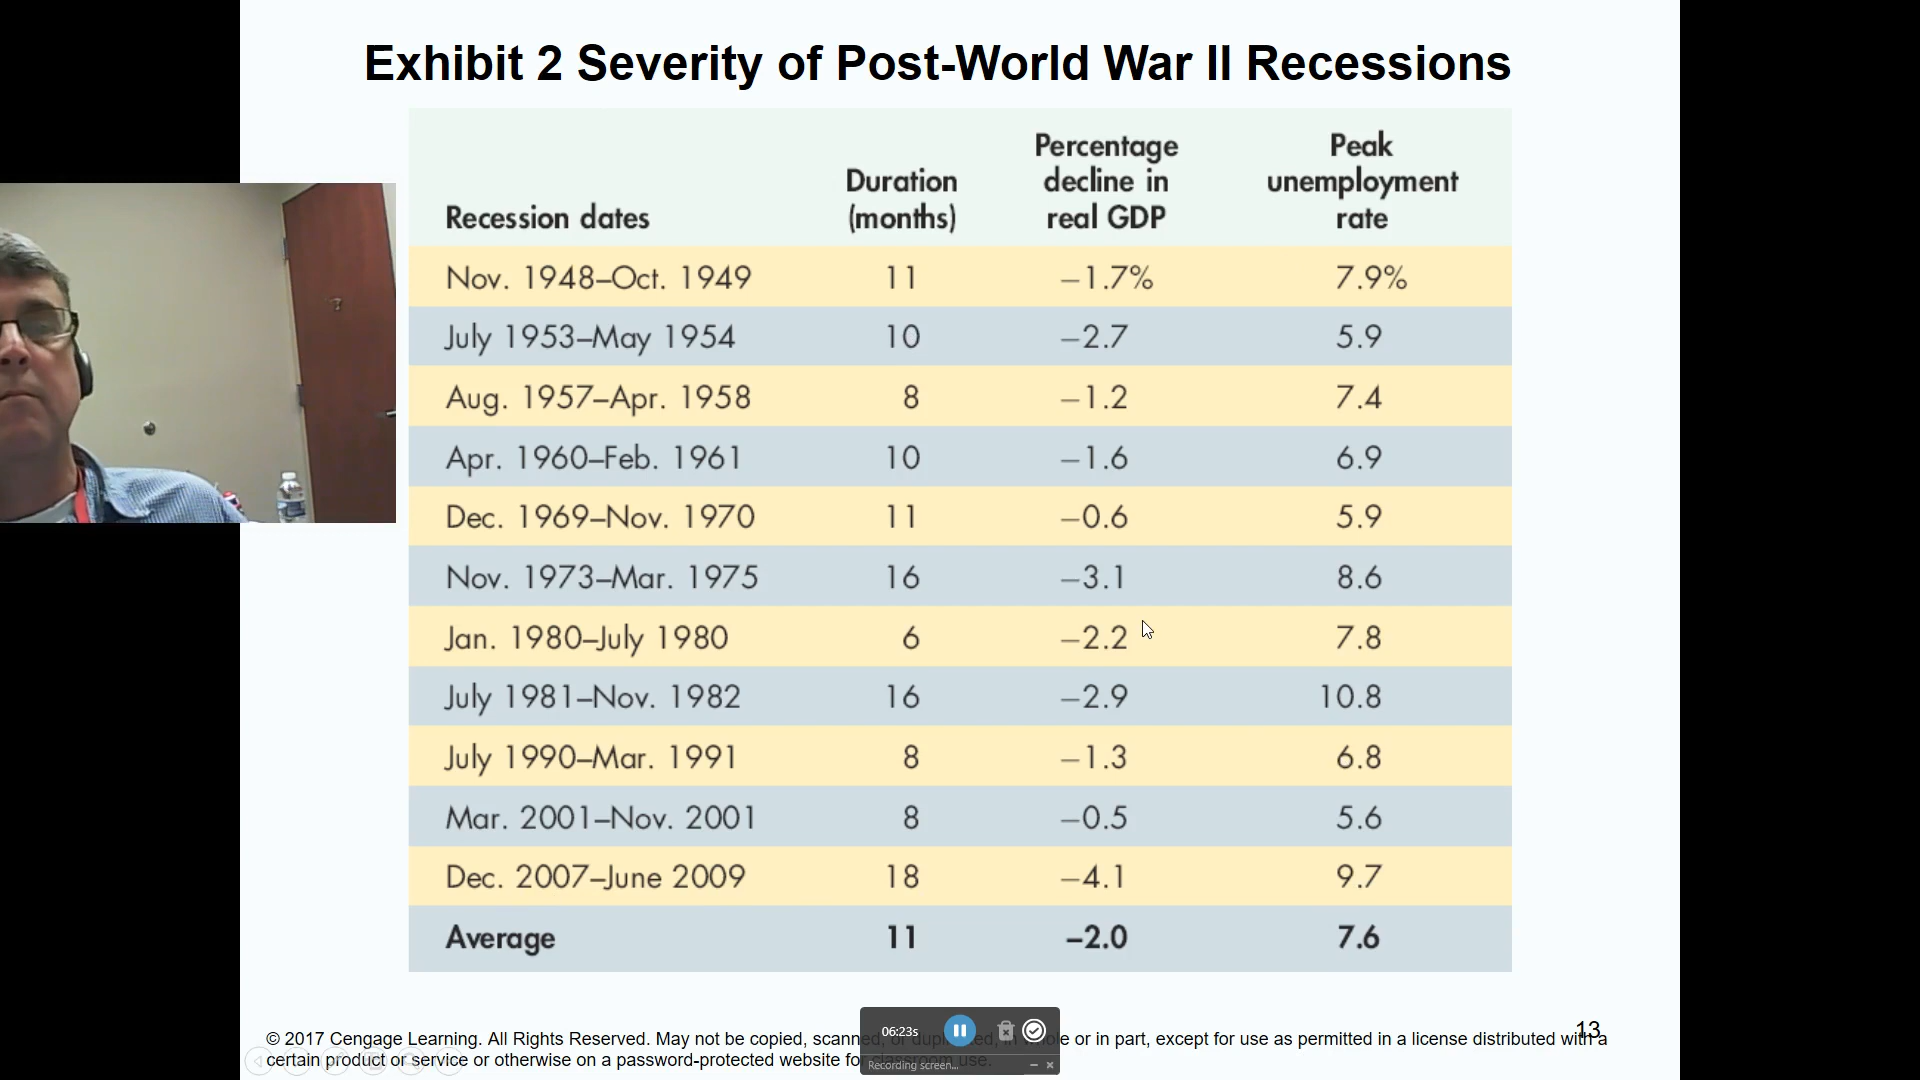 Exhibit 2 Severity of Post-World War II Recessions
Recession dates Duration (months) Percentage decline in real GDP Peak unemployment rate
Nov. 1948–Oct. 1949 11 –1.7% 7.9%
July 1953–May 1954 10 –2.7 5.9
Aug. 1957–Apr. 1958 8 –1.2 7.4
Apr. 1960–Feb. 1961 10 –1.6 6.9
Dec. 1969–Nov. 1970 11 –0.6 5.9
Nov. 1973–Mar. 1975 16 –3.1 8.6
Jan. 1980–July 1980 6 –2.2 7.8
July 1981–Nov. 1982 16 –2.9 10.8
July 1990–Mar. 1991 8 –1.3 6.8
Mar. 2001–Nov. 2001 8 –0.5 5.6
Dec. 2007–June 2009 18 –4.1 9.7
Average 11 –2.0 7.6
13
© 2017 Cengage Learning. All Rights Reserved. May not be copied, scanned, or in part, except for use as permitted in a license distributed with a
certain product or service or otherwise on a password-protected website for classroom use.
06:23s
Recording screen...